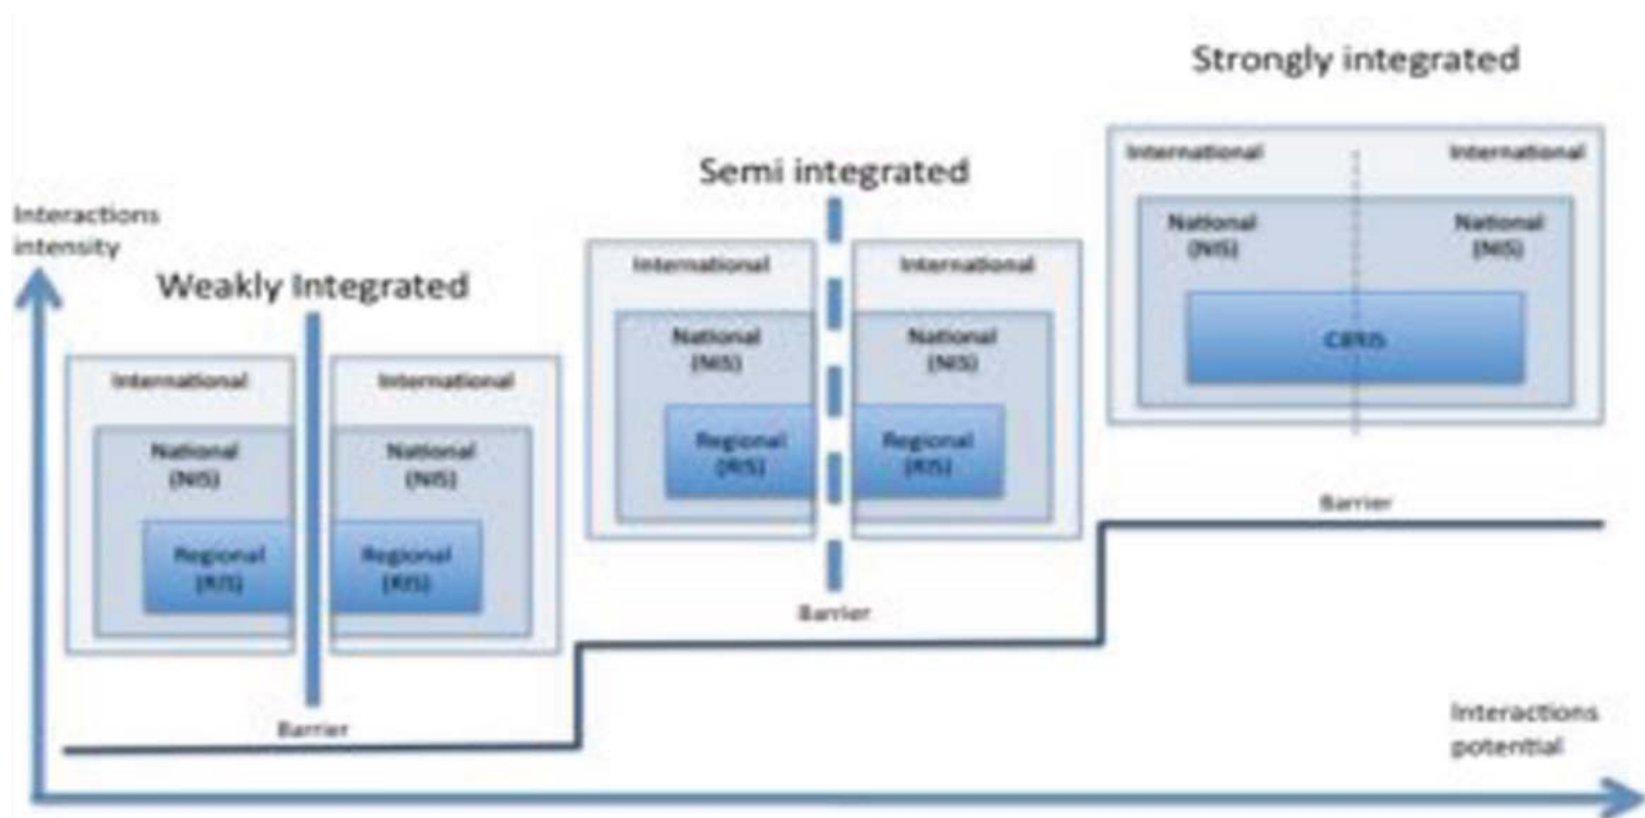 Strongly integrated
International
International
National
(NIS)
National
(NIS)
CBRIS
Barrier
Semi integrated
International
International
National
(NIS)
National
(NIS)
Regional
(RIS)
Regional
(RIS)
Barrier
Interactions
intensity
Weakly Integrated
International
International
National
(NIS)
National
(NIS)
Regional
(RIS)
Regional
(RIS)
Barrier
Interactions
potential